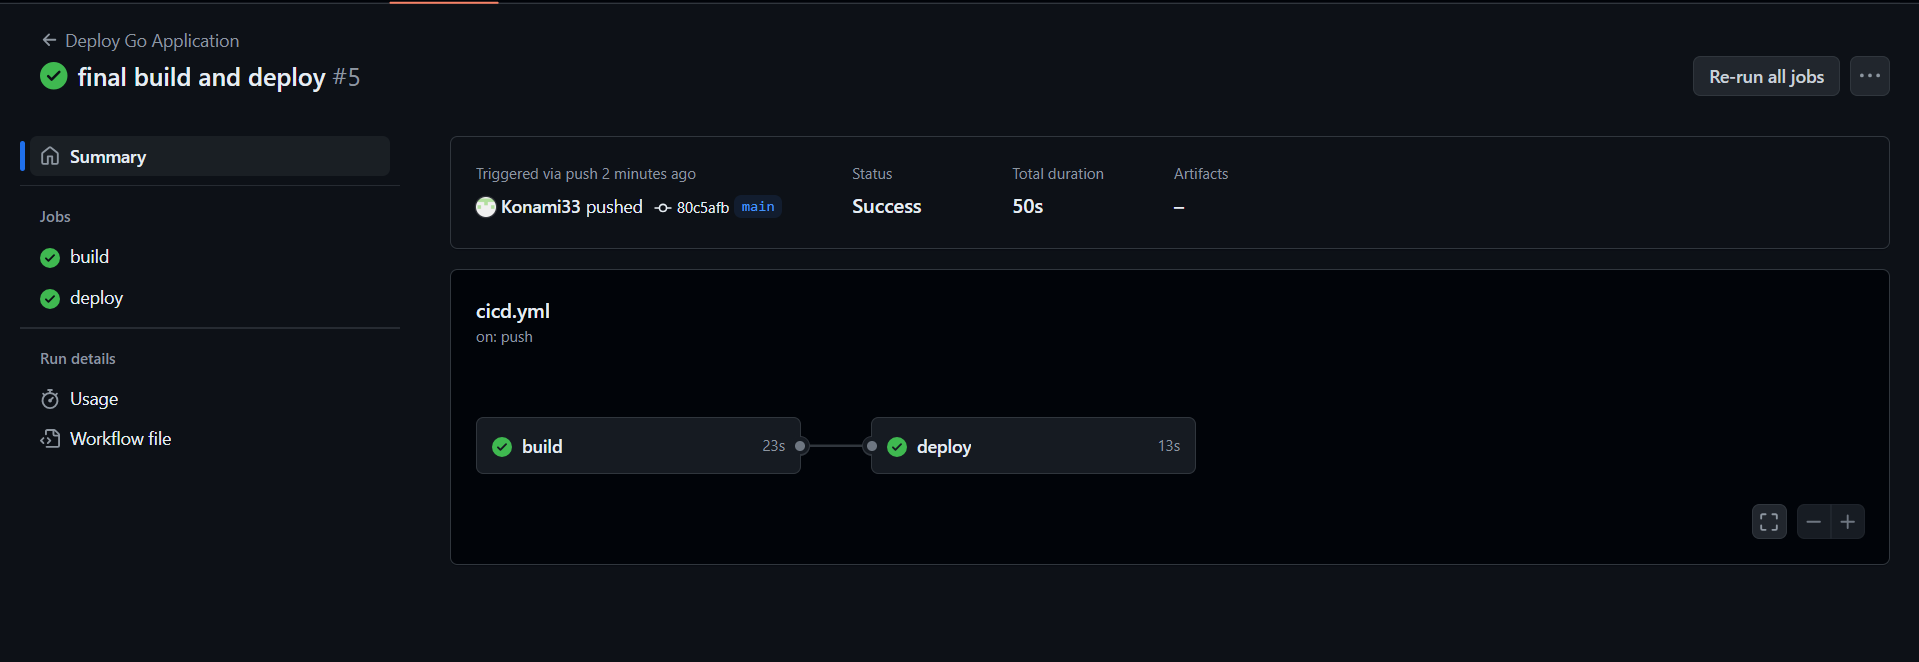 Deploy Go Application
final build and deploy #5
Re-run all jobs
Summary
Jobs
build
deploy
Run details
Usage
Workflow file
Triggered via push 2 minutes ago
Konami33 pushed 80c5afb main
Status
Success
Total duration
50s
Artifacts
–
cicd.yml
on: push
build 23s
deploy 13s